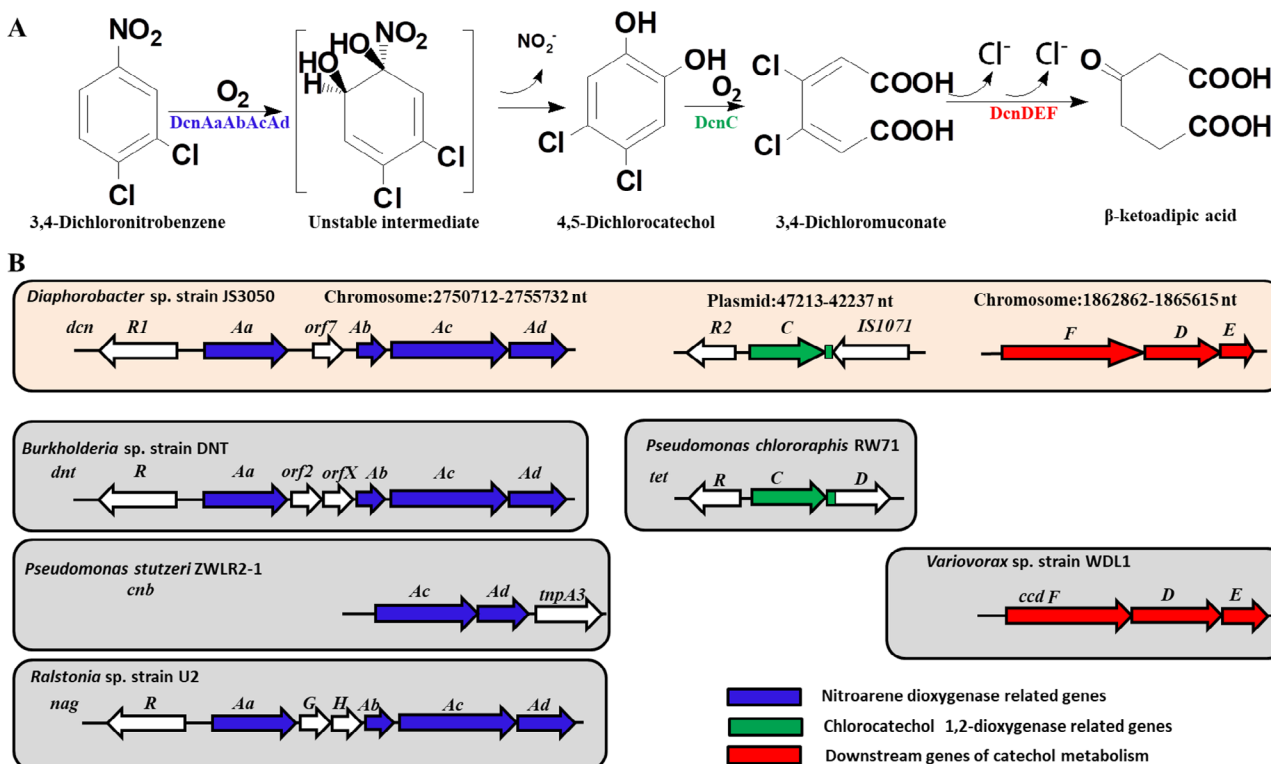 A
NO₂
Cl
Cl
3,4-Dichloronitrobenzene
O₂
DcnAaAbAcAd
HO
HO
NO₂
H
Cl
Cl
Unstable intermediate
NO₂⁻
OH
OH
Cl
Cl
4,5-Dichlorocatechol
O₂
DcnC
Cl
Cl
COOH
COOH
3,4-Dichloromuconate
Cl⁻
Cl⁻
DcnDEF
O
COOH
COOH
β-ketoadipic acid
B
Diaphorobacter sp. strain JS3050
Chromosome:2750712-2755732 nt
Plasmid:47213-42237 nt
Chromosome:1862862-1865615 nt
dcn R1 Aa orf7 Ab Ac Ad
R2 C IS1071
F D E
Burkholderia sp. strain DNT
dnt R Aa orf2 orfX Ab Ac Ad
Pseudomonas chlororaphis RW71
tet R C D
Pseudomonas stutzeri ZWLR2-1
cnb
Ac Ad tnpA3
Variovorax sp. strain WDL1
ccd F D E
Ralstonia sp. strain U2
nag R Aa G H Ab Ac Ad
Nitroarene dioxygenase related genes
Chlorocatechol 1,2-dioxygenase related genes
Downstream genes of catechol metabolism